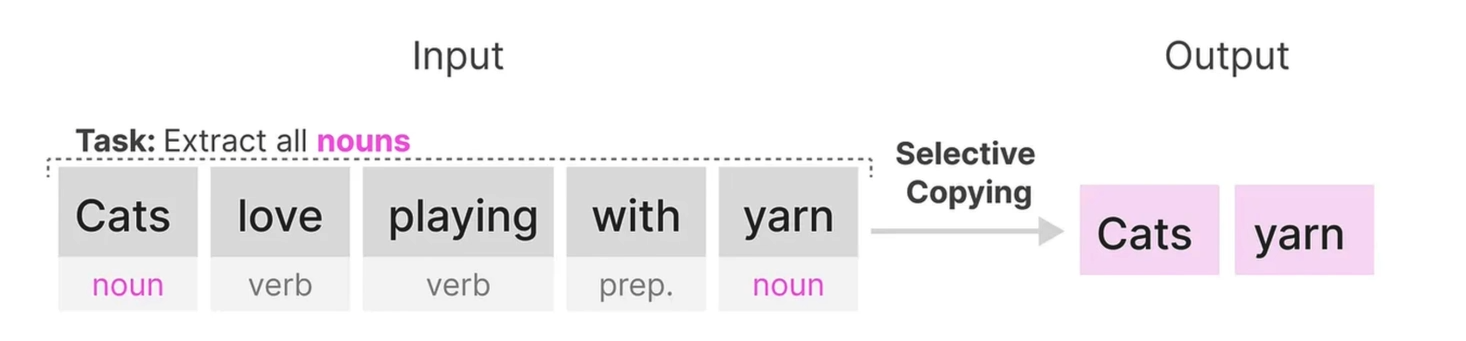 Input
Output
Task: Extract all nouns
Selective
Copying
Cats love playing with yarn
noun verb verb prep. noun
Cats yarn